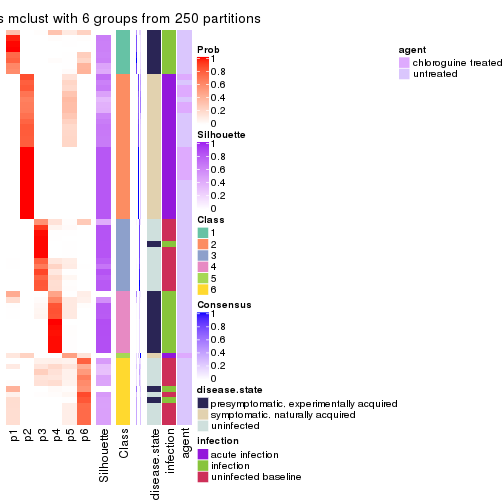 s mclust with 6 groups from 250 partitions
Prob
1
0.8
0.6
0.4
0.2
0
Silhouette
1
0.8
0.6
0.4
0.2
0
Class
1
2
3
4
5
6
Consensus
1
0.8
0.6
0.4
0.2
0
disease.state
presymptomatic, experimentally acquired
symptomatic, naturally acquired
uninfected
infection
acute infection
infection
uninfected baseline
agent
chloroguine treated
untreated
p1
p2
p3
p4
p5
p6
Silhouette
Class
disease.state
infection
agent